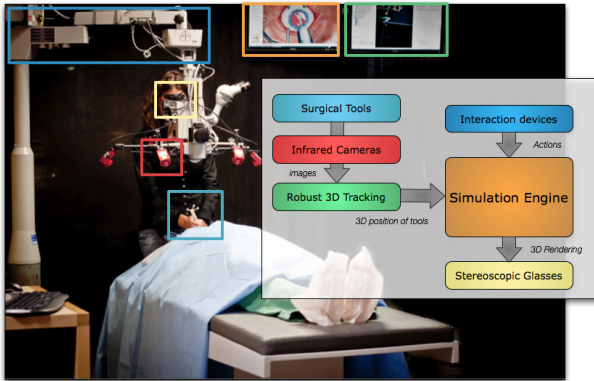 Surgical Tools
Interaction devices
Infrared Cameras
Actions
images
Robust 3D Tracking
Simulation Engine
3D position of tools
3D Rendering
Stereoscopic Glasses